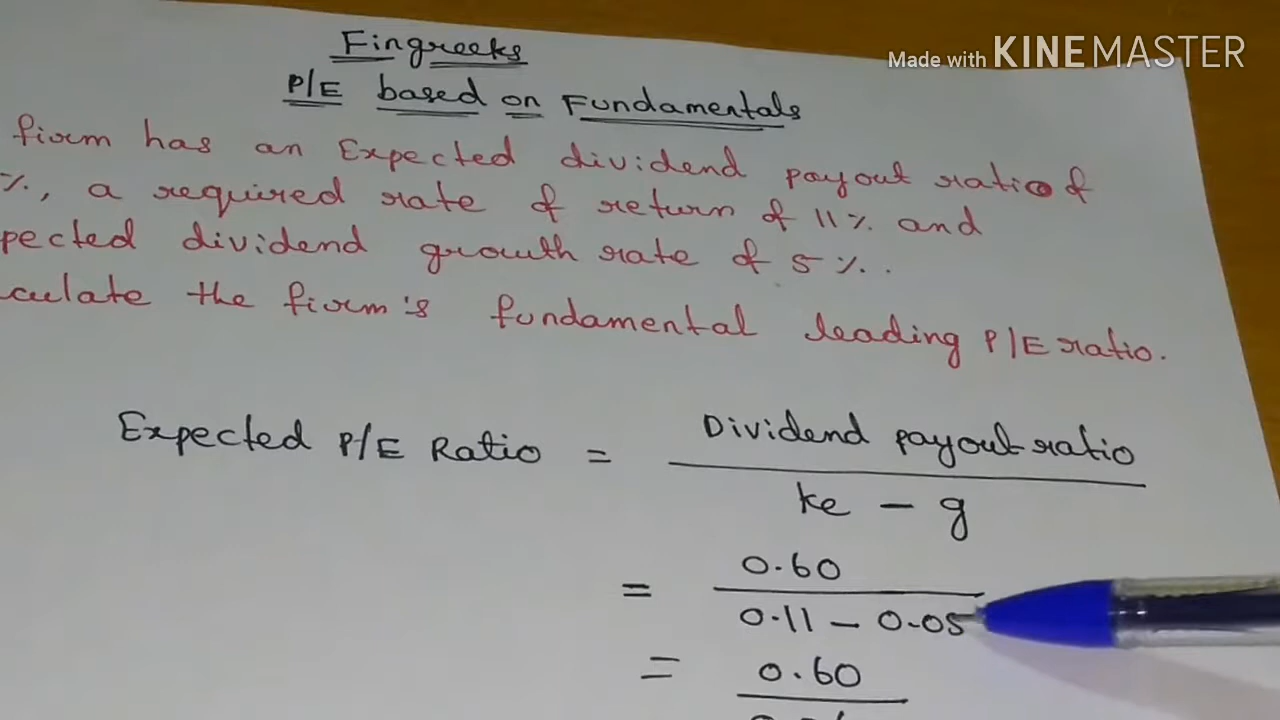 Made with KINEMASTER
Fingreeks
P/E based on Fundamentals
firm has an Expected dividend payout ratio of
%, a required rate of return of 11% and
pected dividend growth rate of 5%.
culate the firm's fundamental leading P/E ratio.
Expected P/E Ratio = Dividend payout ratio
ke - g
= 0.60
0.11 - 0.05
= 0.60